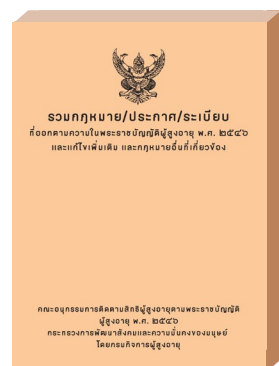 รวมกฎหมาย/ประกาศ/ระเบียบ
ที่ออกตามความในพระราชบัญญัติผู้สูงอายุ พ.ศ. ๒๕๔๖
และแก้ไขเพิ่มเติม และกฎหมายอื่นที่เกี่ยวข้อง
คณะอนุกรรมการติดตามสิทธิผู้สูงอายุตามพระราชบัญญัติ
ผู้สูงอายุ พ.ศ. ๒๕๔๖
กระทรวงการพัฒนาสังคมและความมั่นคงของมนุษย์
โดยกรมกิจการผู้สูงอายุ